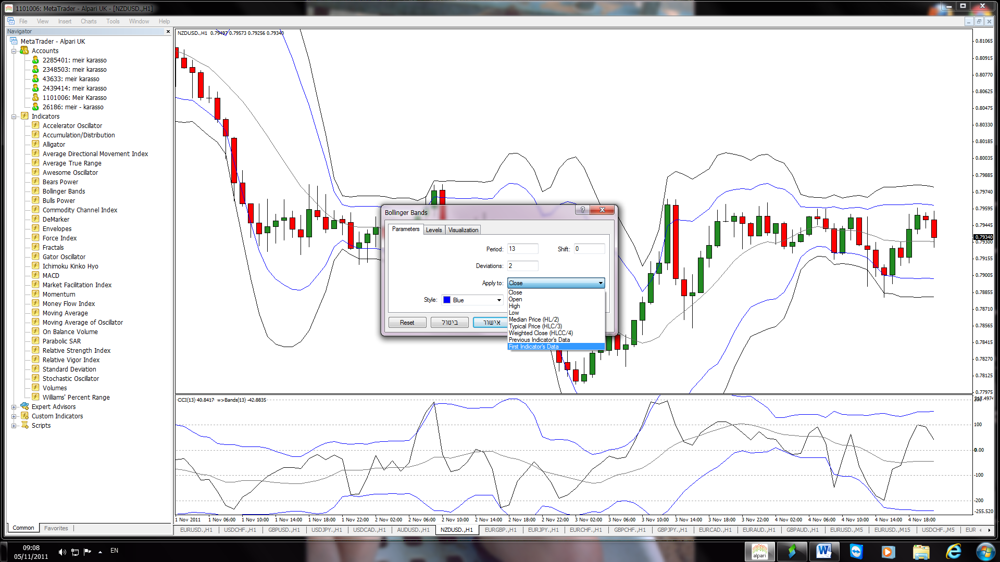 1101006: MetaTrader - Alpari UK - [NZDUSD.,H1]
File View Insert Charts Tools Window Help
Navigator
MetaTrader - Alpari UK
Accounts
2285401: meir karasso
2348503: meir karasso
43633: meir karasso
2439414: meir karasso
1101006: Meir Karasso
26186: meir - karasso
Indicators
Accelerator Oscillator
Accumulation/Distribution
Alligator
Average Directional Movement Index
Average True Range
Awesome Oscillator
Bears Power
Bollinger Bands
Bulls Power
Commodity Channel Index
DeMarker
Envelopes
Force Index
Fractals
Gator Oscillator
Ichimoku Kinko Hyo
MACD
Market Facilitation Index
Momentum
Money Flow Index
Moving Average
Moving Average of Oscillator
On Balance Volume
Parabolic SAR
Relative Strength Index
Relative Vigor Index
Standard Deviation
Stochastic Oscillator
Volumes
Williams' Percent Range
Expert Advisors
Custom Indicators
Scripts
Common Favorites
NZDUSD.,H1 0.79497 0.79573 0.79256 0.79340
0.81065
0.80915
0.80770
0.80625
0.80475
0.80330
0.80185
0.80035
0.79885
0.79740
0.79595
0.79445
0.79340
0.79300
0.79155
0.79005
0.78855
0.78710
0.78565
0.78415
0.78270
0.78125
0.77975
Bollinger Bands
Parameters Levels Visualization
Period: 13 Shift: 0
Deviations: 2
Apply to: Close
Style: Blue
Close
Open
High
Low
Median Price (HL/2)
Typical Price (HLC/3)
Weighted Close (HLCC/4)
Previous Indicator's Data
First Indicator's Data
Reset ביטול אישור
CCI(13) 40.8417 =>Bands(13) -42.8835
100
0.00
-100
-200
-255.520
1 Nov 2011 1 Nov 06:00 1 Nov 10:00 1 Nov 14:00 1 Nov 18:00 1 Nov 22:00 2 Nov 02:00 2 Nov 06:00 2 Nov 10:00 2 Nov 14:00 2 Nov 18:00 2 Nov 22:00 3 Nov 02:00 3 Nov 06:00 3 Nov 10:00 3 Nov 14:00 3 Nov 18:00 3 Nov 22:00 4 Nov 02:00 4 Nov 06:00 4 Nov 10:00 4 Nov 14:00 4 Nov 18:00
EURUSD.,H1 USDCHF.,H1 GBPUSD.,H1 USDJPY.,H1 USDCAD.,H1 AUDUSD.,H1 NZDUSD.,H1 EURGBP.,H1 EURJPY.,H1 EURCHF.,H1 GBPCHF.,H1 GBPJPY.,H1 EURCAD.,H1 EURAUD.,H1 GBPAUD.,H1 EURUSD.,M5 EURUSD.,M15 USDCHF.,M5 EUR
09:08
05/11/2011
EN
alpari